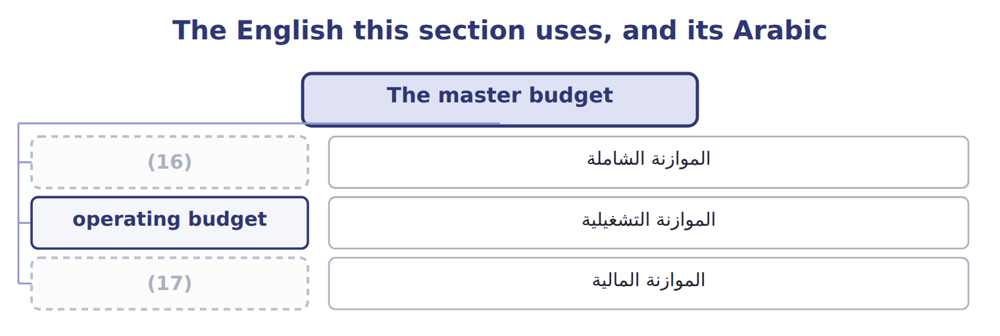 The English this section uses, and its Arabic
The master budget
(16)
الموازنة الشاملة
operating budget
الموازنة التشغيلية
(17)
الموازنة المالية